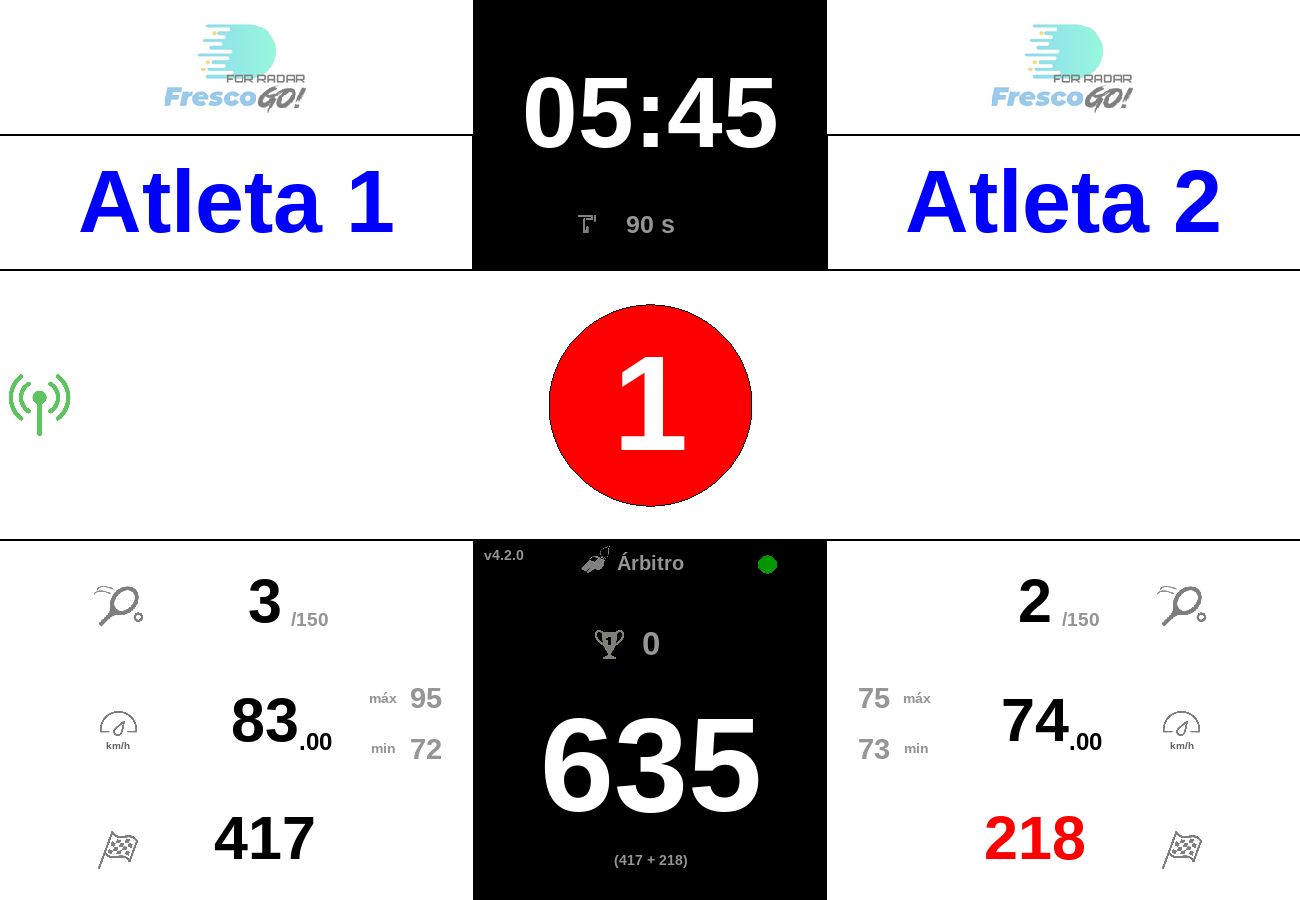 FOR RADAR
FrescoGO!
05:45
FOR RADAR
FrescoGO!
Atleta 1
90 s
Atleta 2
1
v4.2.0
Árbitro
3 /150
2 /150
1
0
máx 95
75 máx
83.00
74.00
km/h
min 72
73 min
km/h
635
417
218
(417 + 218)